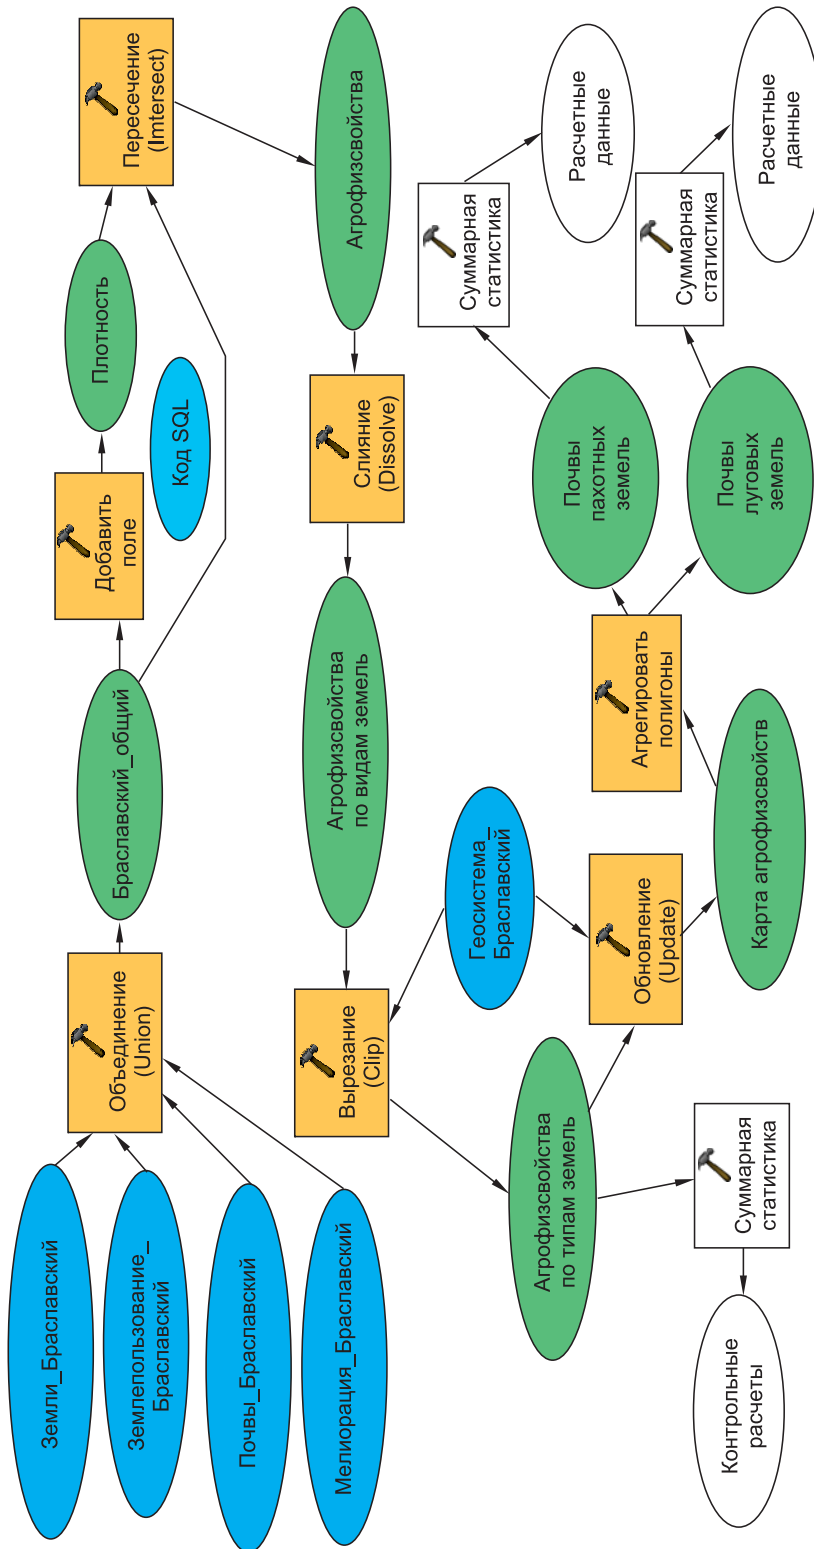 Земли_Браславский
Землепользование_
Браславский
Почвы_Браславский
Мелиорация_Браславский
Объединение
(Union)
Браславский_общий
Добавить
поле
Код SQL
Плотность
Пересечение
(Imtersect)
Агрофизсвойства
Слияние
(Dissolve)
Агрофизсвойства
по видам земель
Вырезание
(Clip)
Геосистема_
Браславский
Агрофизсвойства
по типам земель
Обновление
(Update)
Суммарная
статистика
Контрольные
расчеты
Карта агрофизсвойств
Агрегировать
полигоны
Почвы
пахотных
земель
Суммарная
статистика
Расчетные
данные
Почвы
луговых
земель
Суммарная
статистика
Расчетные
данные